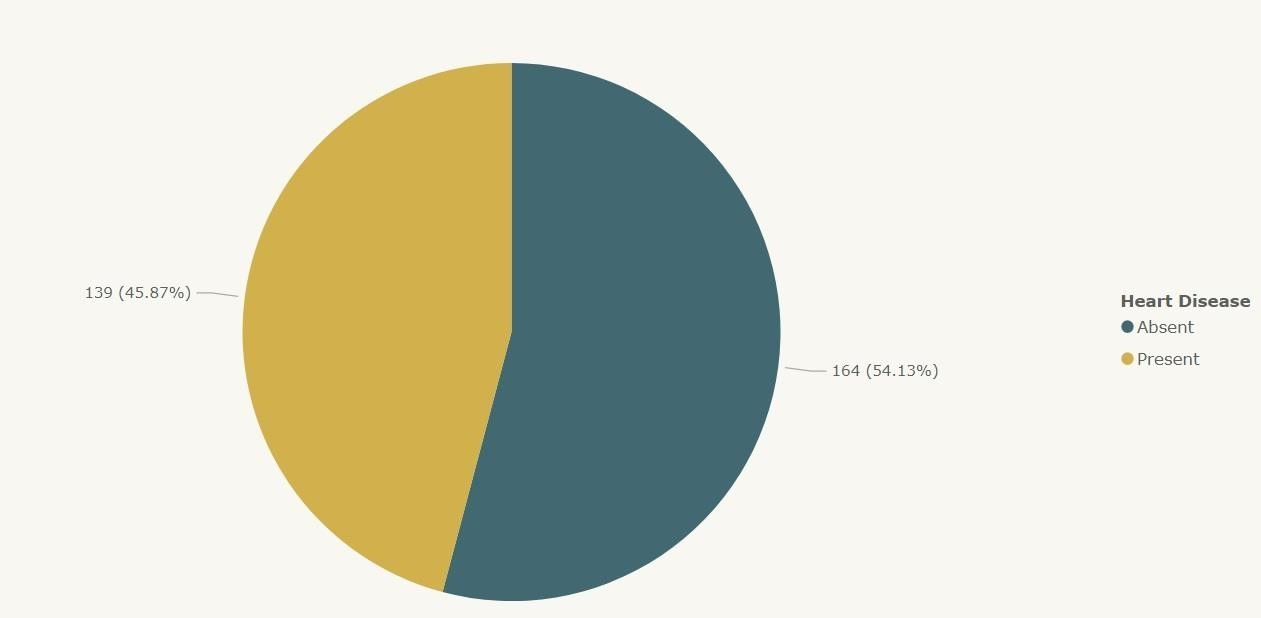 139 (45.87%)
164 (54.13%)
Heart Disease
Absent
Present